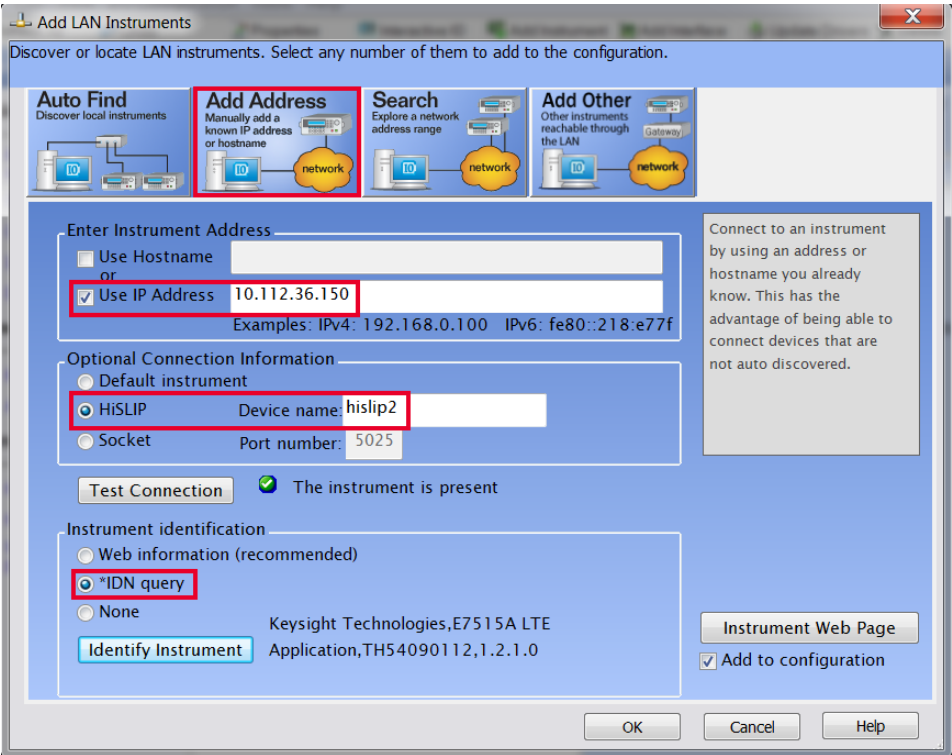 Add LAN Instruments
X
Discover or locate LAN instruments. Select any number of them to add to the configuration.
Auto Find
Discover local instruments
IO
Add Address
Manually add a
known IP address
or hostname
IO
network
Search
Explore a network
address range
IO
network
Add Other
Other instruments
reachable through
the LAN
Gateway
IO
network
Enter Instrument Address
Use Hostname
or
Use IP Address 10.112.36.150
Examples: IPv4: 192.168.0.100 IPv6: fe80::218:e77f
Connect to an instrument
by using an address or
hostname you already
know. This has the
advantage of being able to
connect devices that are
not auto discovered.
Optional Connection Information
Default instrument
HiSLIP Device name: hislip2
Socket Port number: 5025
Test Connection The instrument is present
Instrument identification
Web information (recommended)
*IDN query
None
Identify Instrument
Keysight Technologies,E7515A LTE
Application,TH54090112,1.2.1.0
Instrument Web Page
Add to configuration
OK Cancel Help